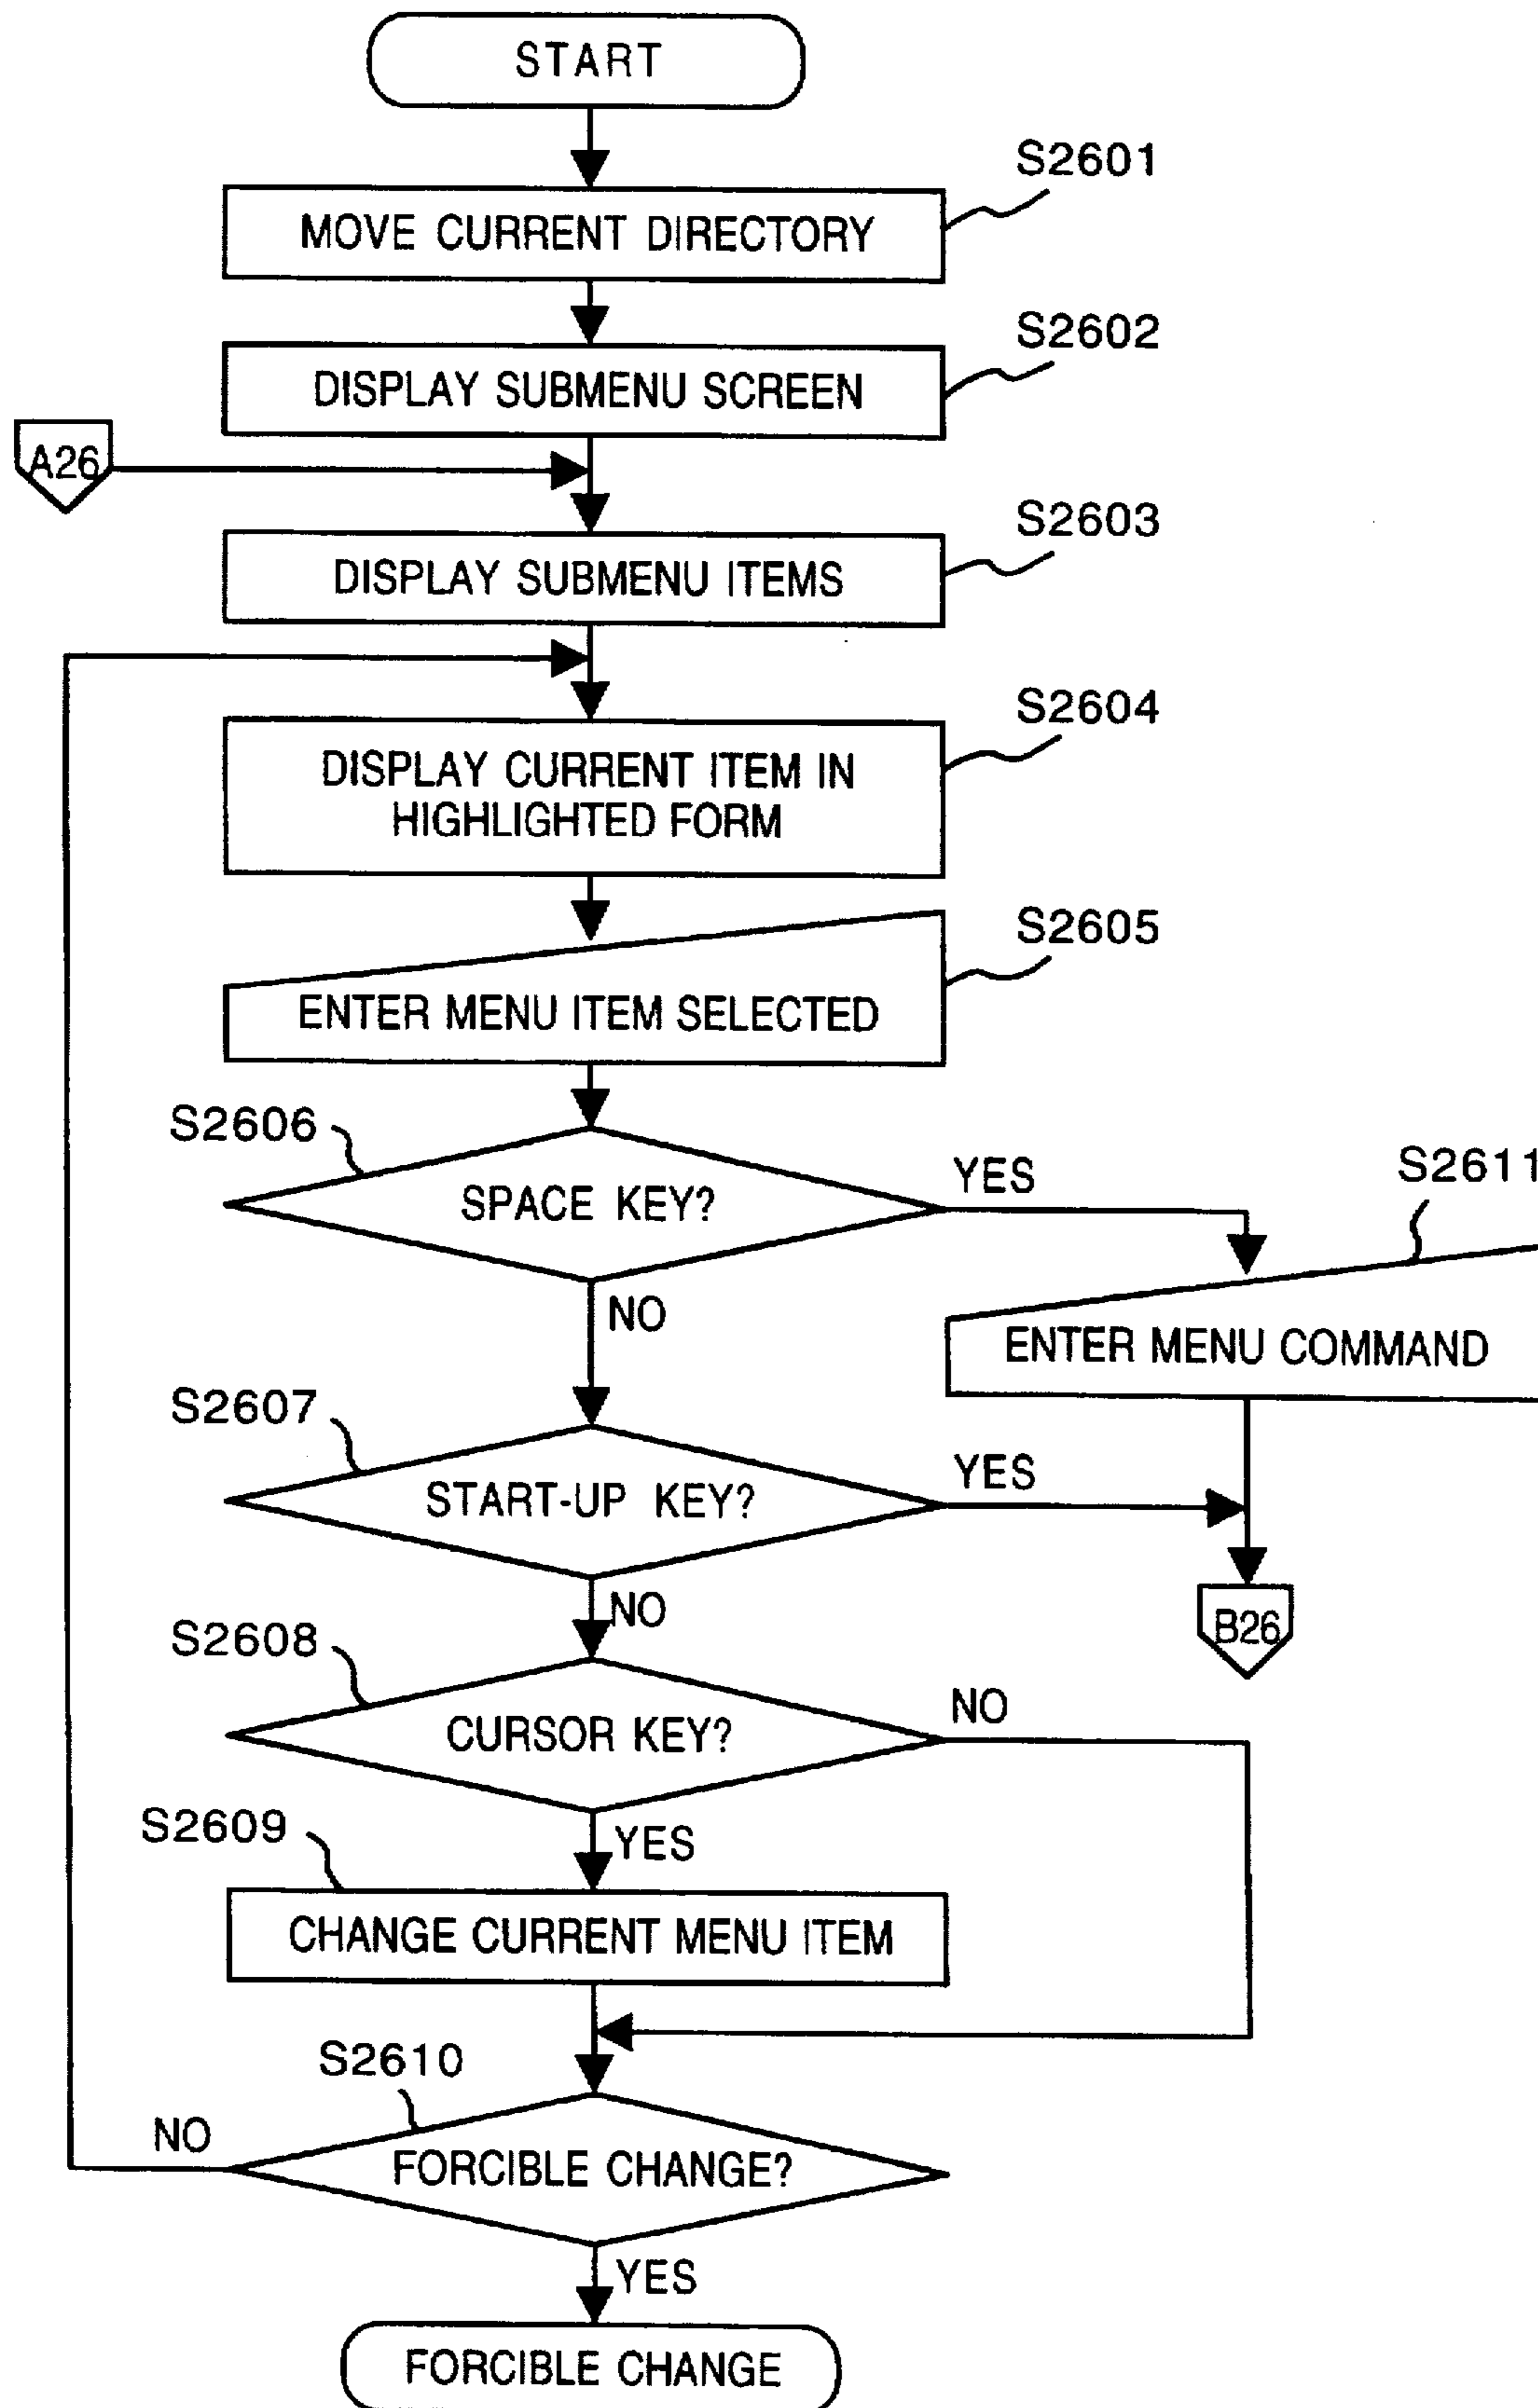 START
S2601
MOVE CURRENT DIRECTORY
S2602
DISPLAY SUBMENU SCREEN
A26
S2603
DISPLAY SUBMENU ITEMS
S2604
DISPLAY CURRENT ITEM IN
HIGHLIGHTED FORM
S2605
ENTER MENU ITEM SELECTED
S2606
SPACE KEY?
YES
S2611
NO
ENTER MENU COMMAND
S2607
START-UP KEY?
YES
NO
B26
S2608
CURSOR KEY?
NO
S2609
YES
CHANGE CURRENT MENU ITEM
S2610
NO
FORCIBLE CHANGE?
YES
FORCIBLE CHANGE